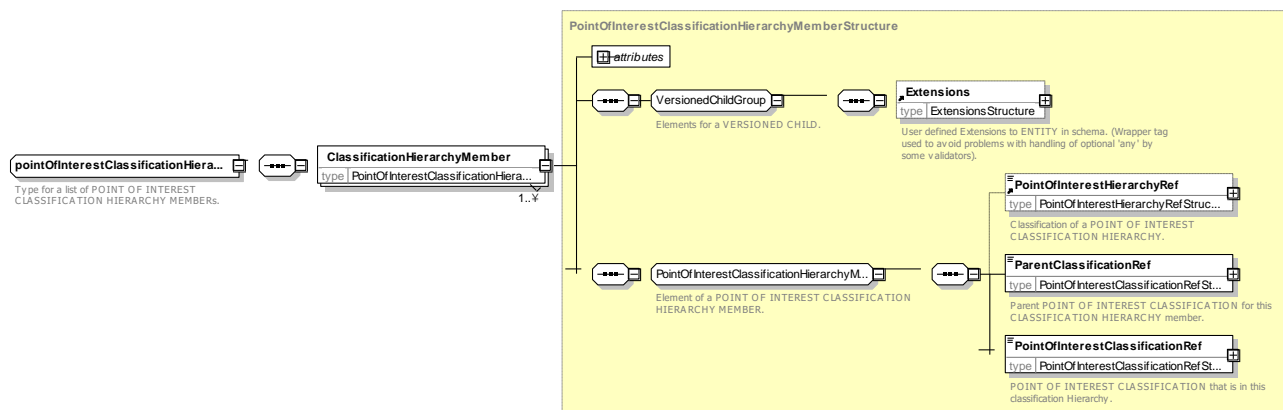 PointOfInterestClassificationHierarchyMemberStructure
attributes
VersionedChildGroup
Elements for a VERSIONED CHILD.
Extensions
type ExtensionsStructure
User defined Extensions to ENTITY in schema. (Wrapper tag
used to avoid problems with handling of optional 'any' by
some validators).
pointOfInterestClassificationHiera...
Type for a list of POINT OF INTEREST
CLASSIFICATION HIERARCHY MEMBERs.
ClassificationHierarchyMember
type PointOfInterestClassificationHiera...
1..¥
PointOfInterestHierarchyRef
type PointOfInterestHierarchyRefStruc...
Classification of a POINT OF INTEREST
CLASSIFICATION HIERARCHY.
PointOfInterestClassificationHierarchyM...
Element of a POINT OF INTEREST CLASSIFICATION
HIERARCHY MEMBER.
ParentClassificationRef
type PointOfInterestClassificationRefSt...
Parent POINT OF INTEREST CLASSIFICATION for this
CLASSIFICATION HIERARCHY member.
PointOfInterestClassificationRef
type PointOfInterestClassificationRefSt...
POINT OF INTEREST CLASSIFICATION that is in this
classification Hierarchy.